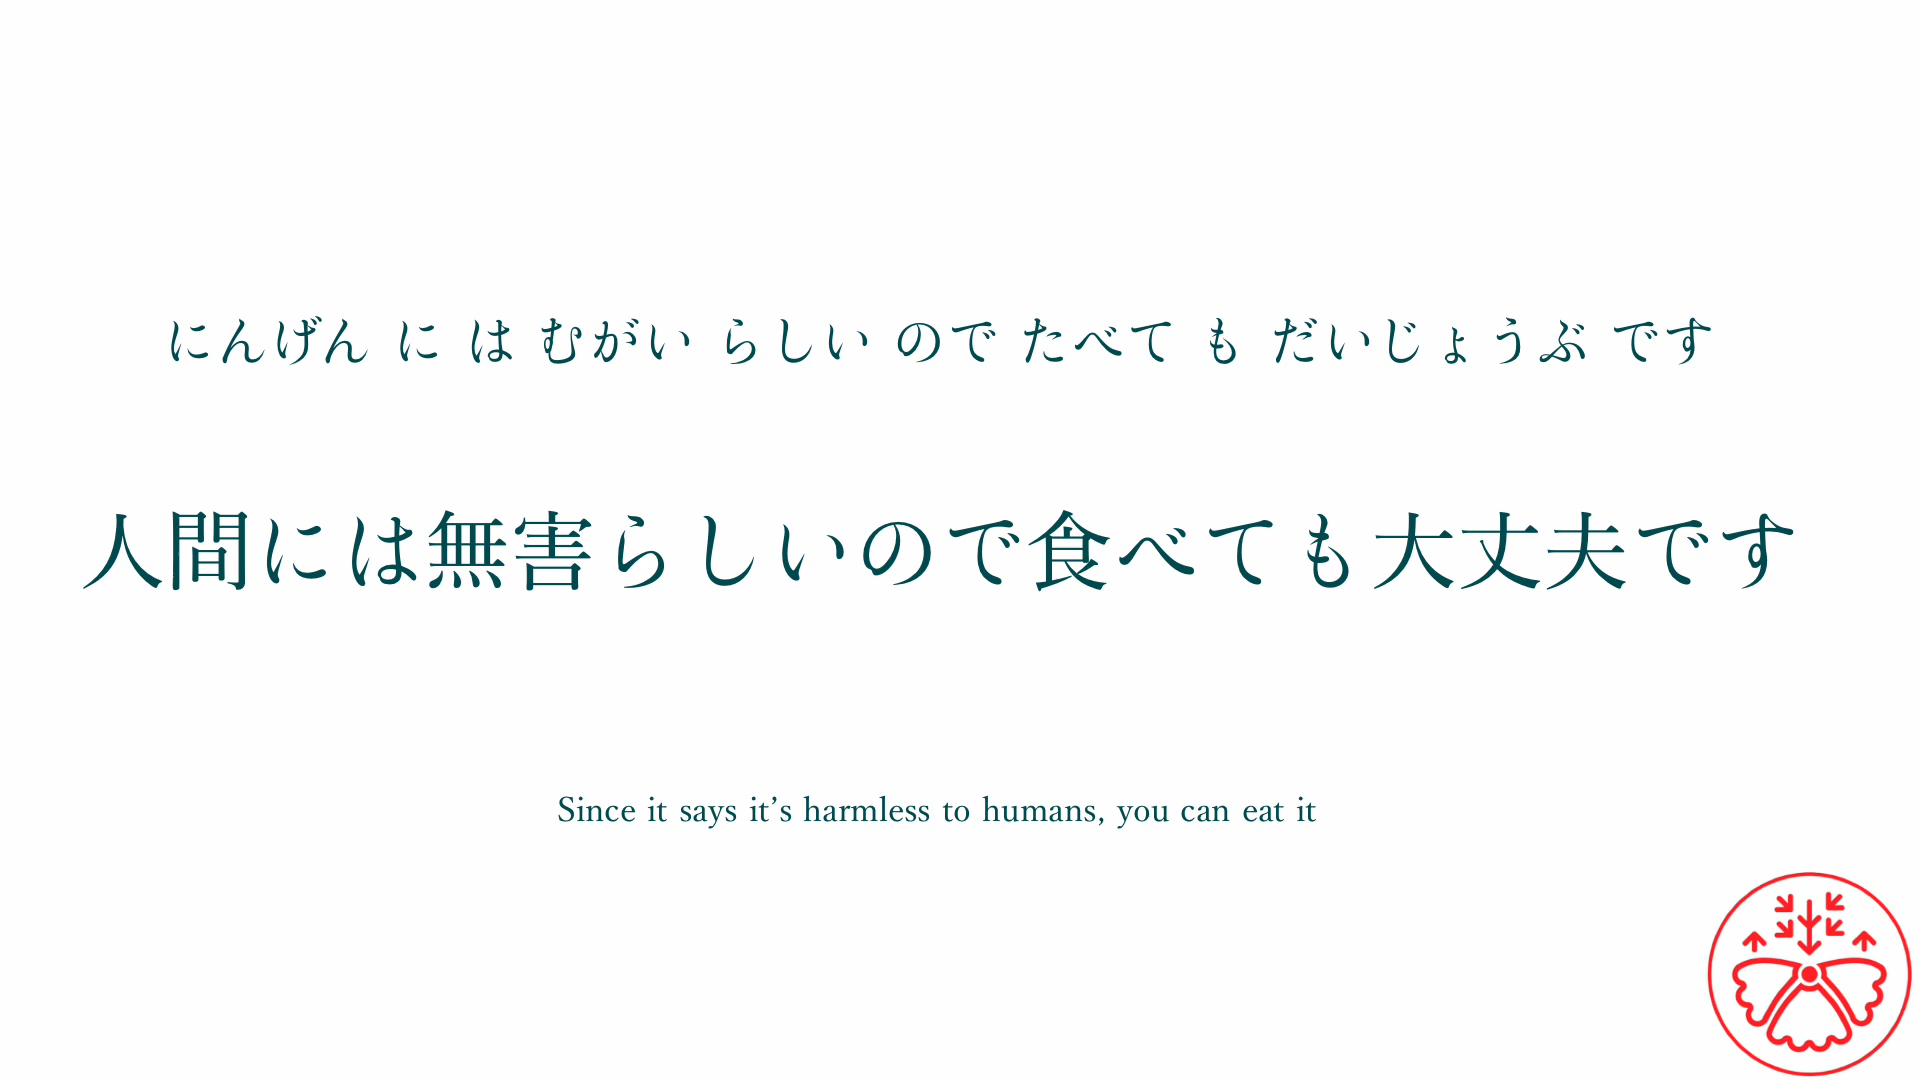 にんげん に は むがい らしい ので たべて も だいじょうぶ です
人間には無害らしいので食べても大丈夫です
Since it says it’s harmless to humans, you can eat it